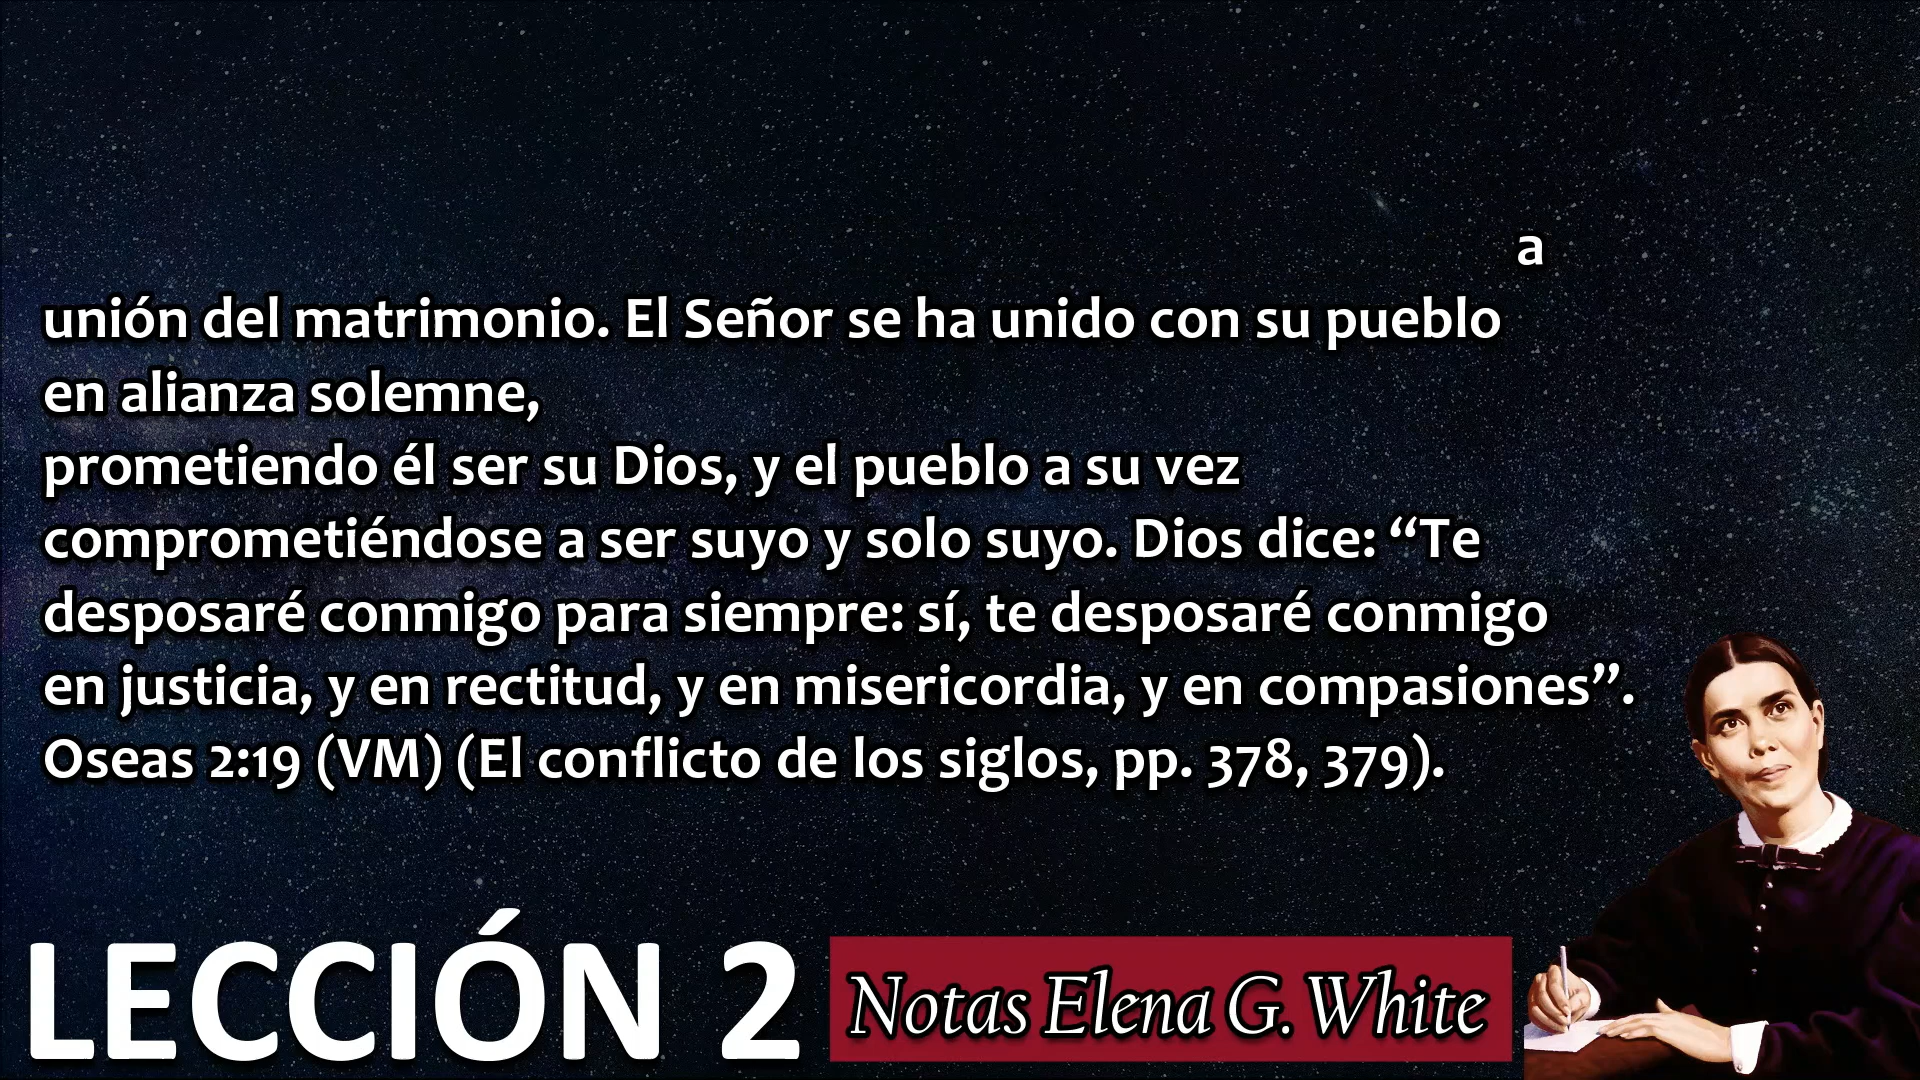 a
unión del matrimonio. El Señor se ha unido con su pueblo
en alianza solemne,
prometiendo él ser su Dios, y el pueblo a su vez
comprometiéndose a ser suyo y solo suyo. Dios dice: “Te
desposaré conmigo para siempre: sí, te desposaré conmigo
en justicia, y en rectitud, y en misericordia, y en compasiones”.
Oseas 2:19 (VM) (El conflicto de los siglos, pp. 378, 379).
LECCIÓN 2
Notas Elena G. White